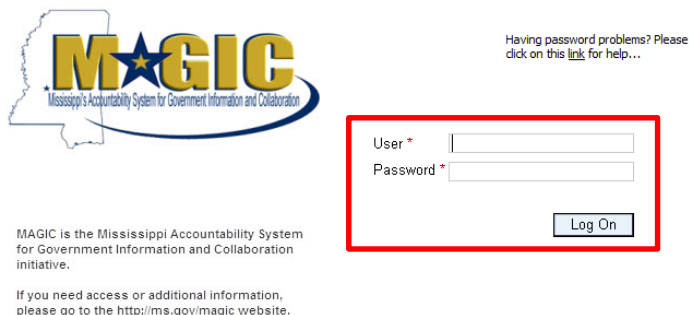 MAGIC
Mississippi's Accountability System for Government Information and Collaboration
Having password problems? Please
click on this link for help...
User *
Password *
Log On
MAGIC is the Mississippi Accountability System
for Government Information and Collaboration
initiative.
If you need access or additional information,
please go to the http://ms.gov/magic website.